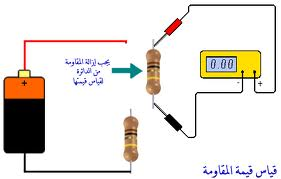 يجب إزالة المقاومة
من الدائرة
لقياس قيمتها
0.00
- +
+
-
قياس قيمة المقاومة